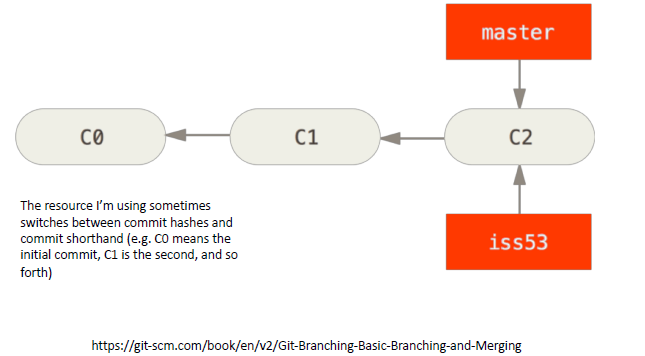 master
C0
C1
C2
The resource I'm using sometimes
switches between commit hashes and
commit shorthand (e.g. C0 means the
initial commit, C1 is the second, and so
forth)
iss53
https://git-scm.com/book/en/v2/Git-Branching-Basic-Branching-and-Merging